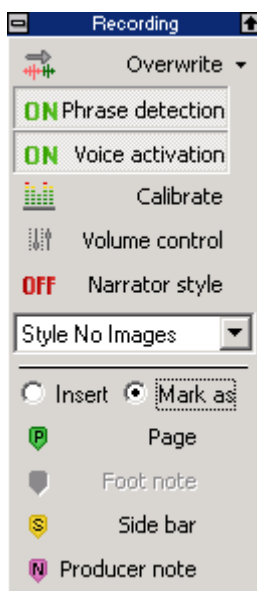 Recording
Overwrite
ON Phrase detection
ON Voice activation
Calibrate
Volume control
OFF Narrator style
Style No Images
Insert Mark as
P Page
Foot note
S Side bar
N Producer note